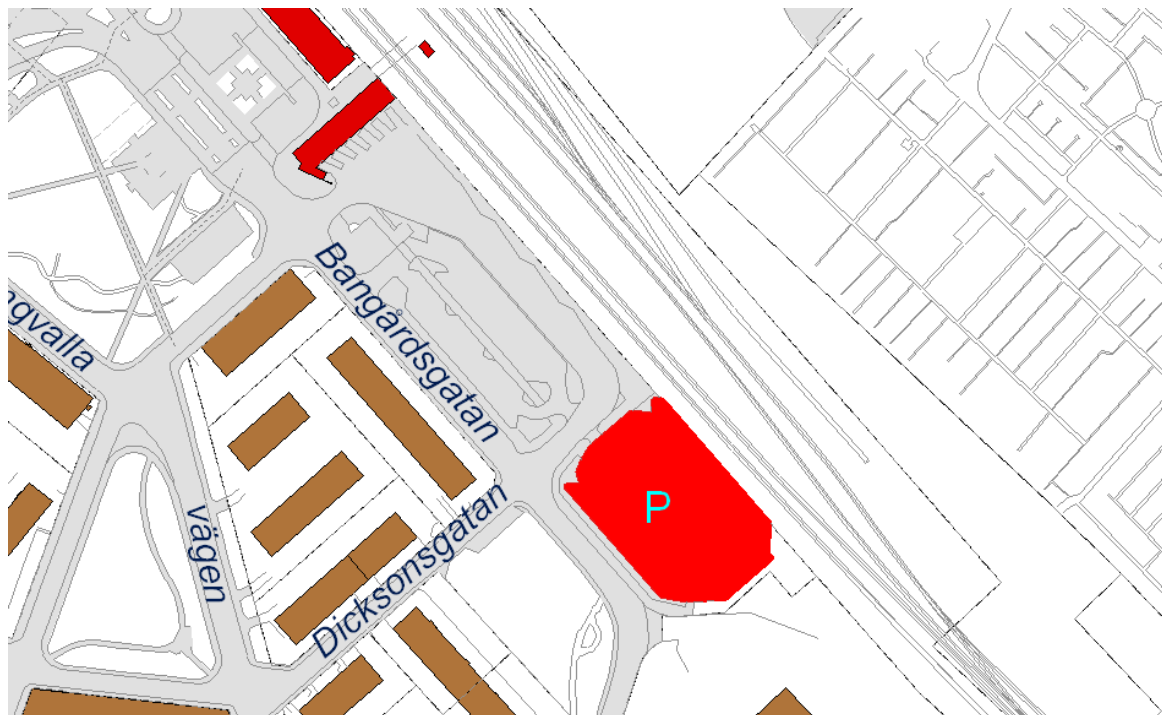 Bangårdsgatan
ngvalla
P
vägen
Dicksonsgatan